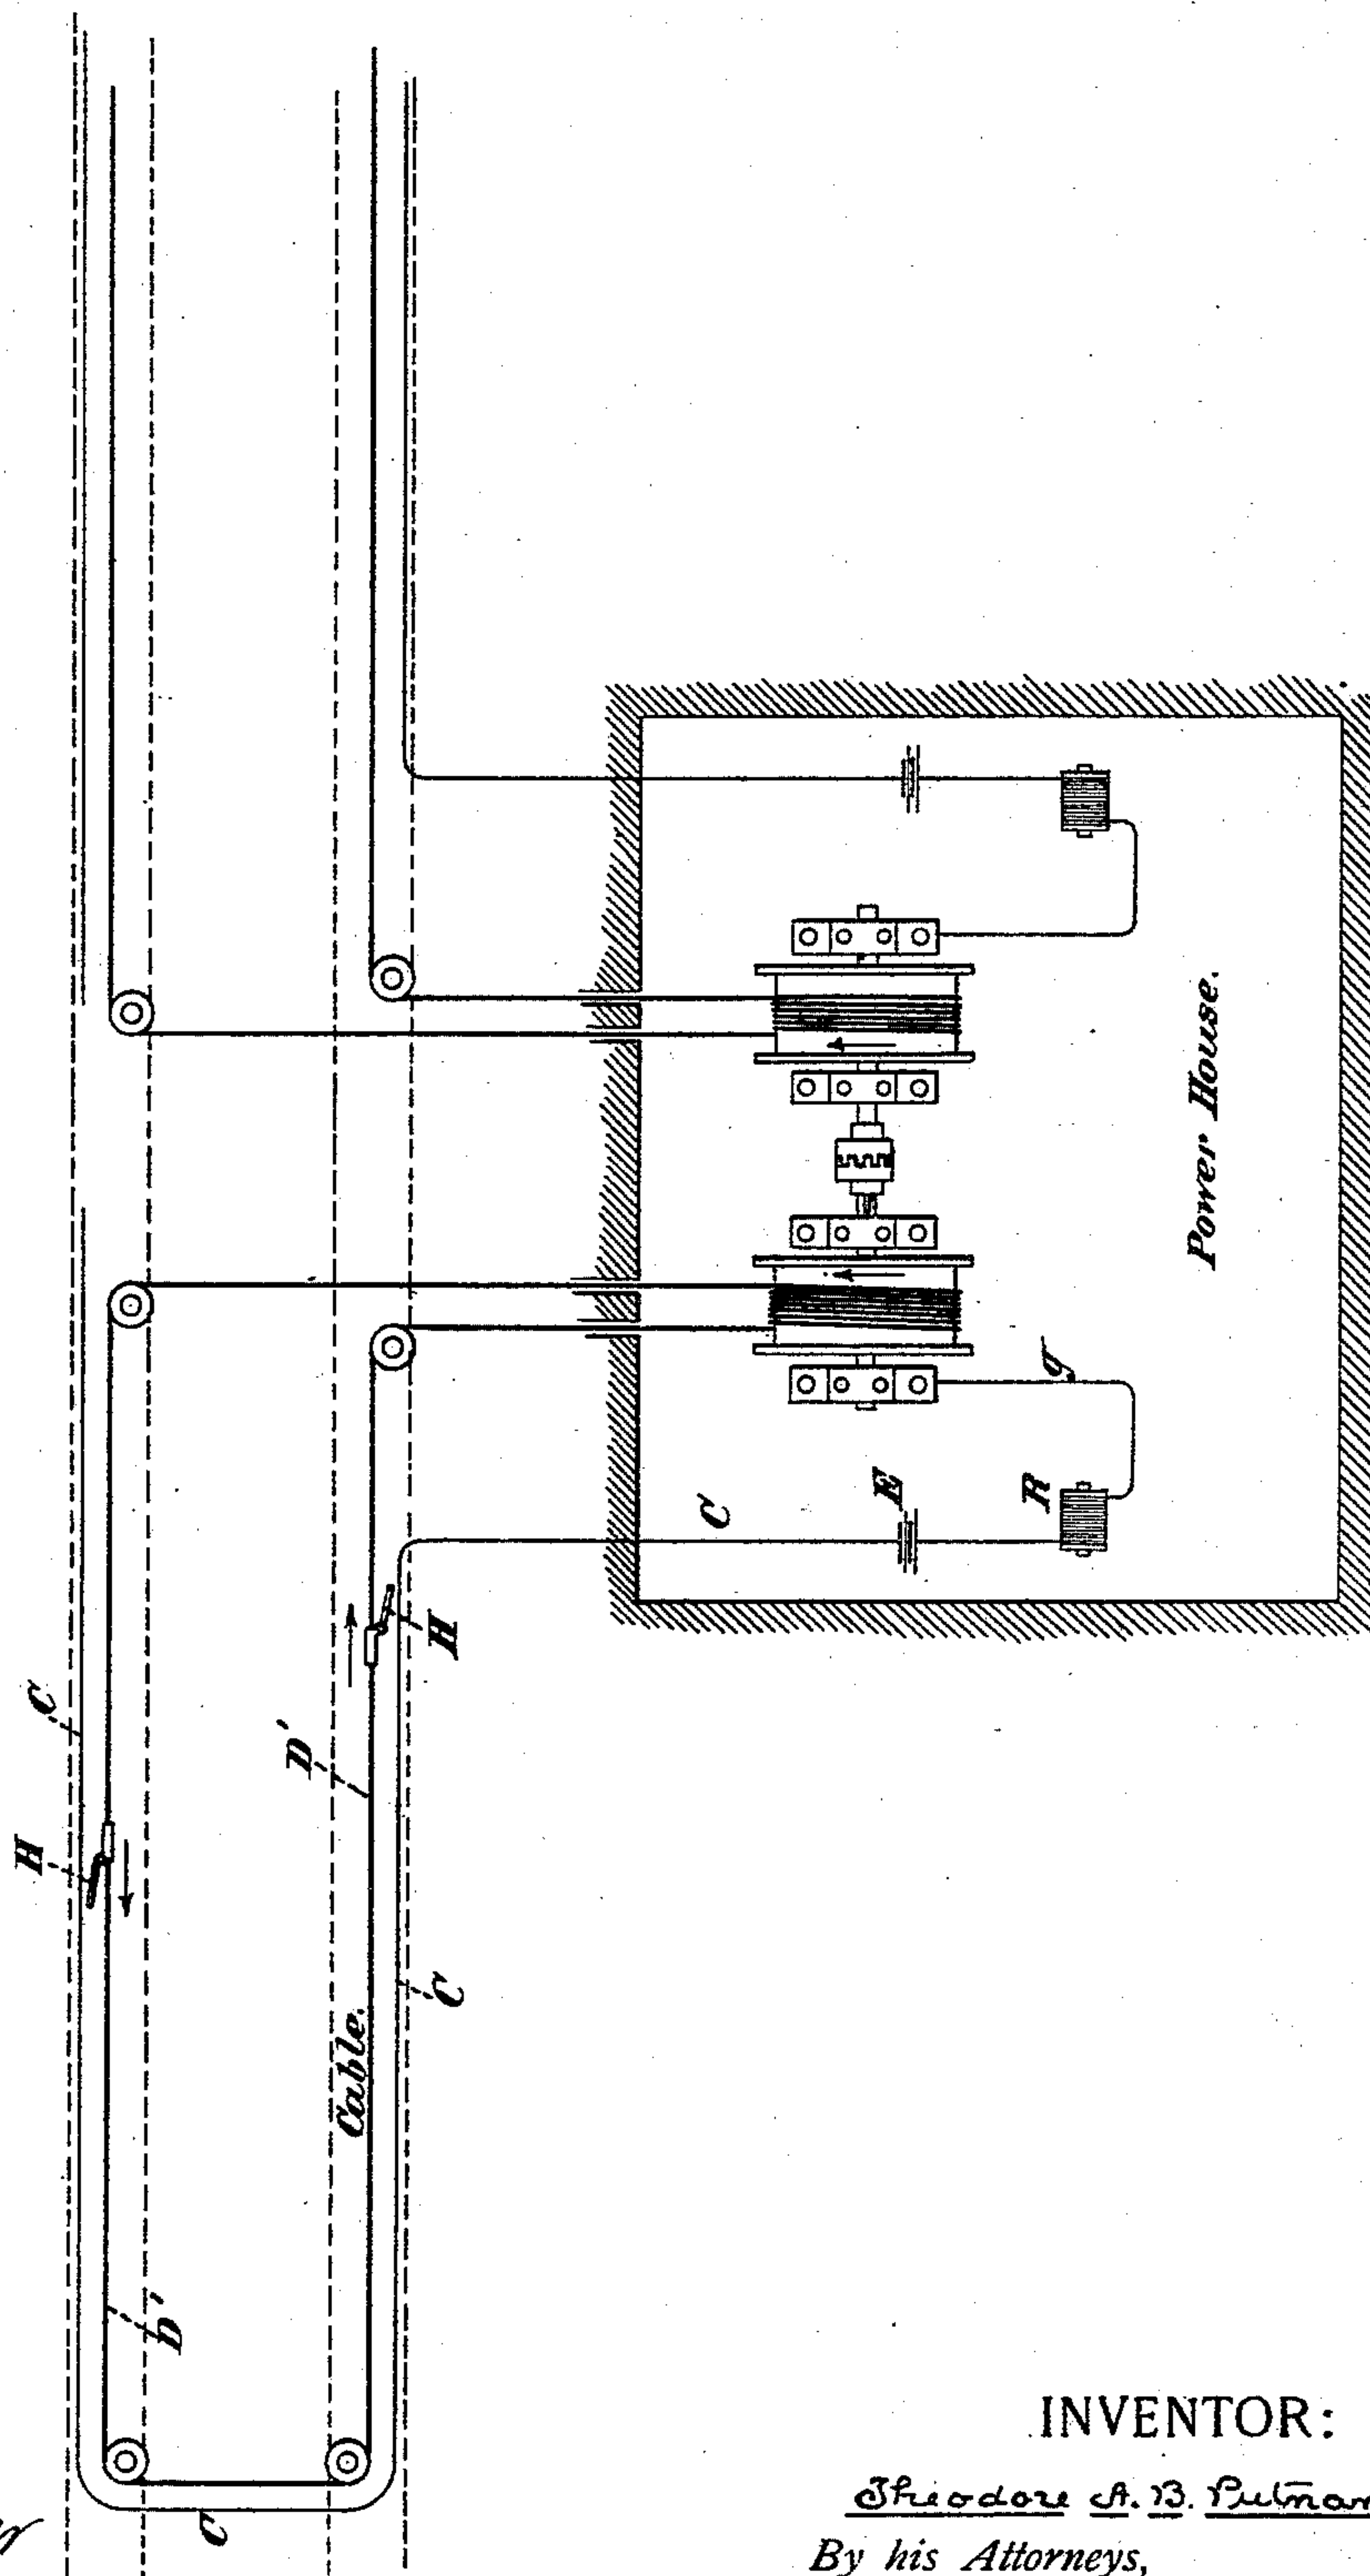 H
C
D'
H
Cable.
C
D'
C
C
E
R
g
Power House.
INVENTOR:
Theodore A. B. Putnam
By his Attorneys,